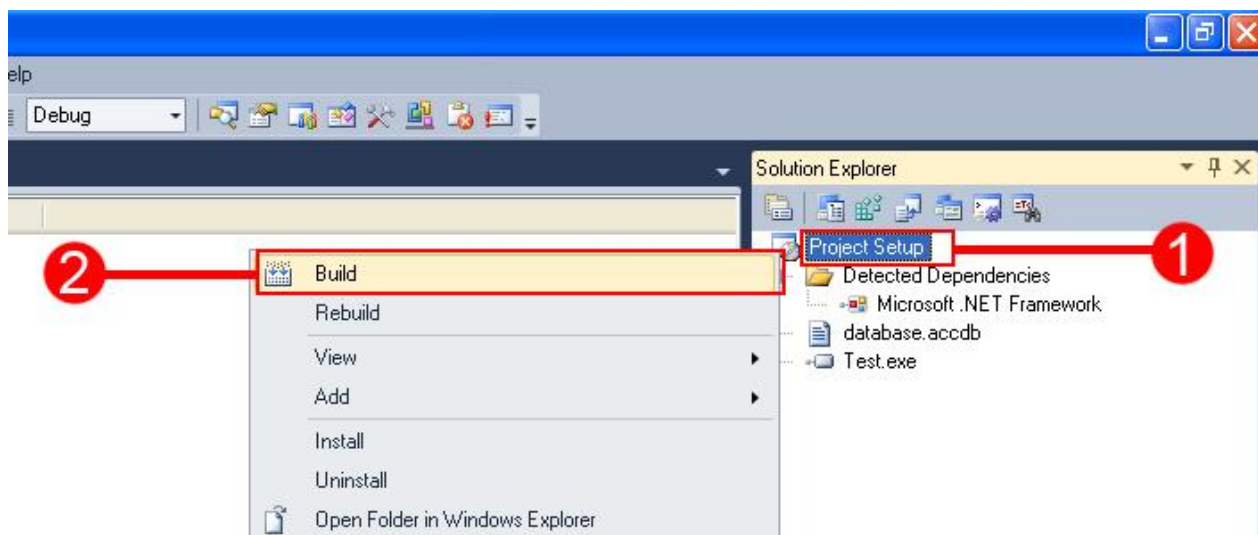 elp
Debug
Solution Explorer
1
Project Setup
2
Build
Detected Dependencies
Microsoft .NET Framework
Rebuild
database.accdb
View
Test.exe
Add
Install
Uninstall
Open Folder in Windows Explorer